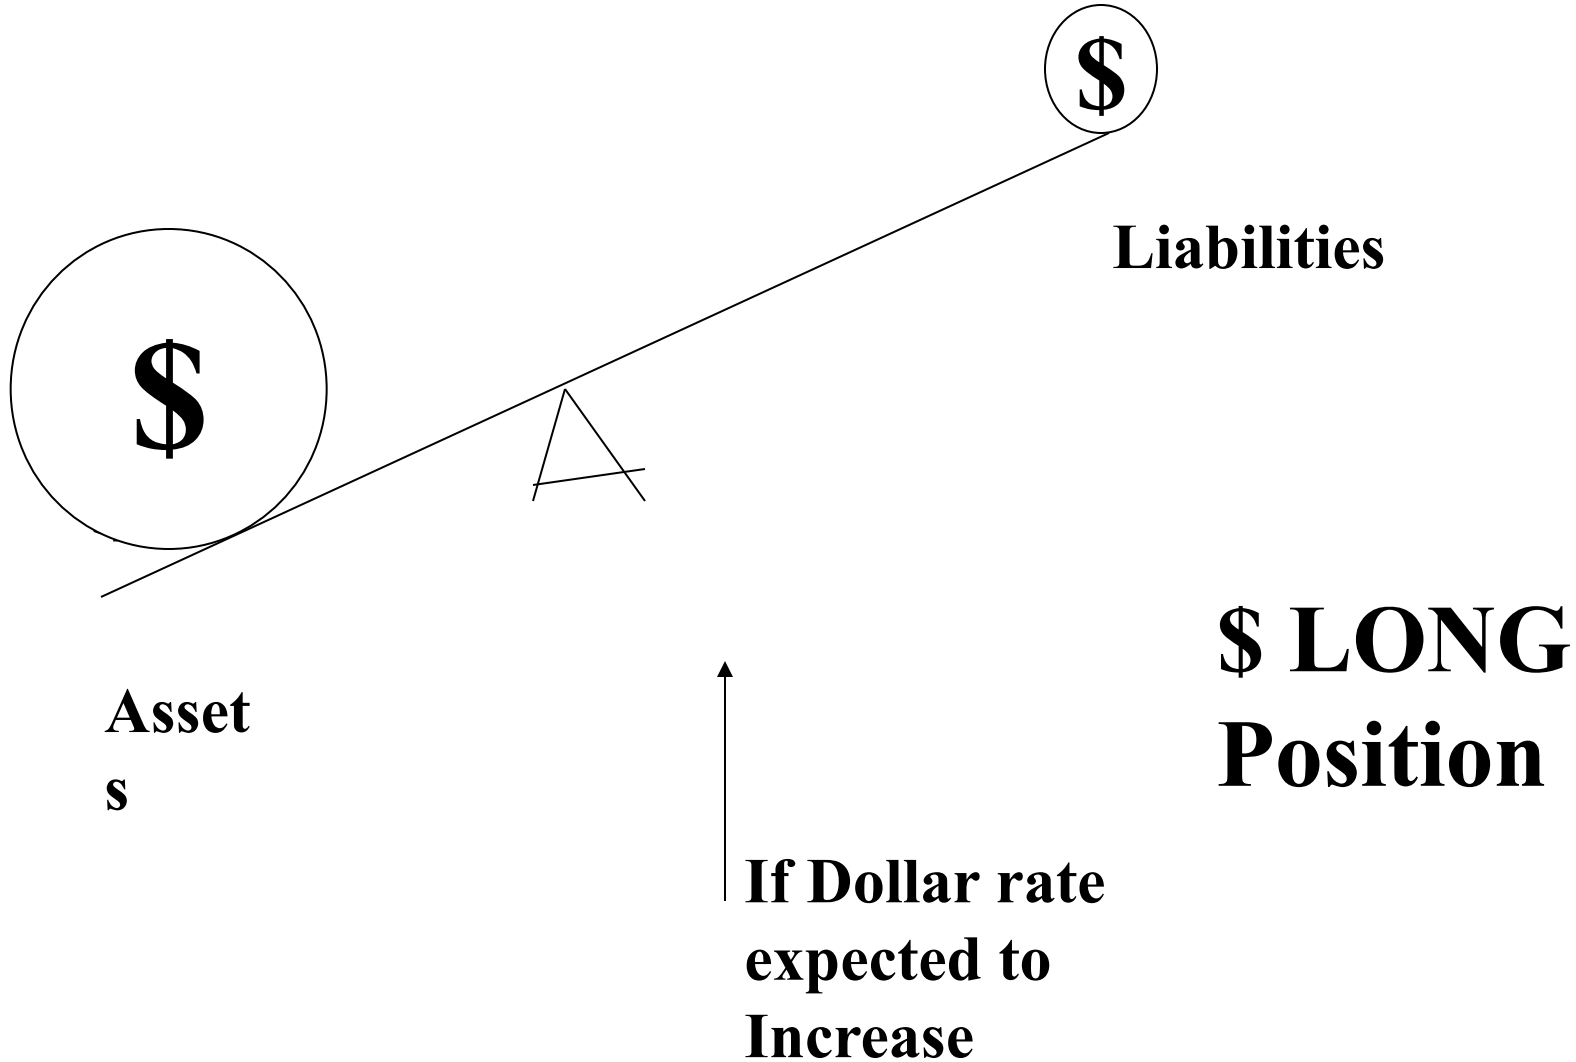 $
Liabilities
$
$ LONG
Position
Asset
s
If Dollar rate
expected to
Increase